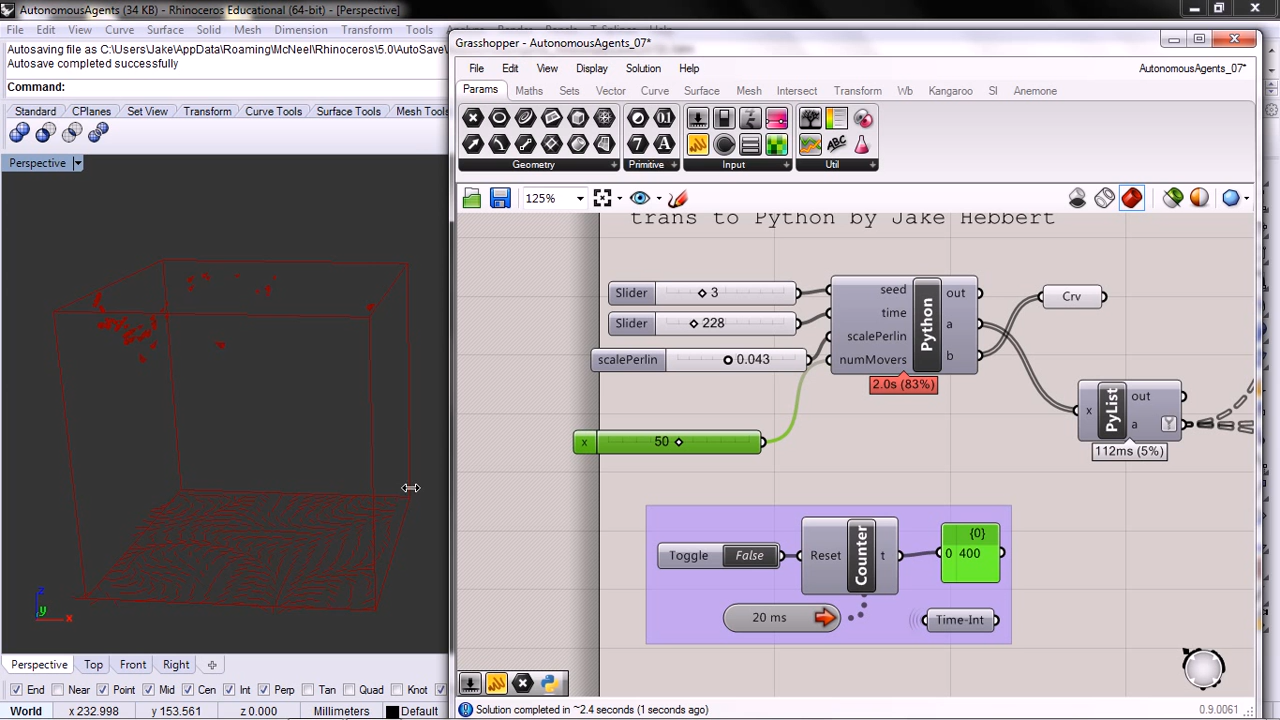 AutonomousAgents (34 KB) - Rhinoceros Educational (64-bit) - [Perspective]
File Edit View Curve Surface Solid Mesh Dimension Transform Tools
Autosaving file as C:\Users\Jake\AppData\Roaming\McNeel\Rhinoceros\5.0\AutoSave\
Autosave completed successfully
Command:
Standard CPlanes Set View Transform Curve Tools Surface Tools Mesh Tools
Perspective
Grasshopper - AutonomousAgents_07*
File Edit View Display Solution Help AutonomousAgents_07*
Params Maths Sets Vector Curve Surface Mesh Intersect Transform Wb Kangaroo Anemone
Geometry Primitive Input Util
125%
trans to Python by Jake Hebbert
Slider 3
Slider 228
scalePerlin 0.043
x 50
seed
time
scalePerlin
numMovers
Python
out
a
b
2.0s (83%)
Crv
x
PyList
out
a
112ms (5%)
Toggle False
Reset
Counter
t
{0}
0 400
20 ms
Time-Int
Perspective Top Front Right
End Near Point Mid Cen Int Perp Tan Quad Knot
World x 232.998 y 153.561 z 0.000 Millimeters Default
Solution completed in ~2.4 seconds (1 seconds ago) 0.9.0061